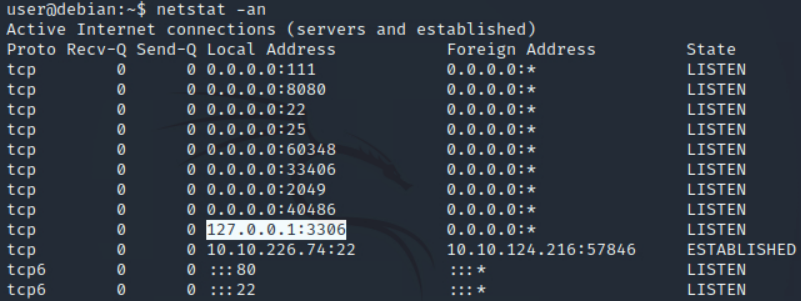 user@debian:~$ netstat -an
Active Internet connections (servers and established)
Proto Recv-Q Send-Q Local Address           Foreign Address         State
tcp        0      0 0.0.0.0:111             0.0.0.0:*               LISTEN
tcp        0      0 0.0.0.0:8080            0.0.0.0:*               LISTEN
tcp        0      0 0.0.0.0:22              0.0.0.0:*               LISTEN
tcp        0      0 0.0.0.0:25              0.0.0.0:*               LISTEN
tcp        0      0 0.0.0.0:60348           0.0.0.0:*               LISTEN
tcp        0      0 0.0.0.0:33406           0.0.0.0:*               LISTEN
tcp        0      0 0.0.0.0:2049            0.0.0.0:*               LISTEN
tcp        0      0 0.0.0.0:40486           0.0.0.0:*               LISTEN
tcp        0      0 127.0.0.1:3306          0.0.0.0:*               LISTEN
tcp        0      0 10.10.226.74:22         10.10.124.216:57846     ESTABLISHED
tcp6       0      0 :::80                   :::*                    LISTEN
tcp6       0      0 :::22                   :::*                    LISTEN